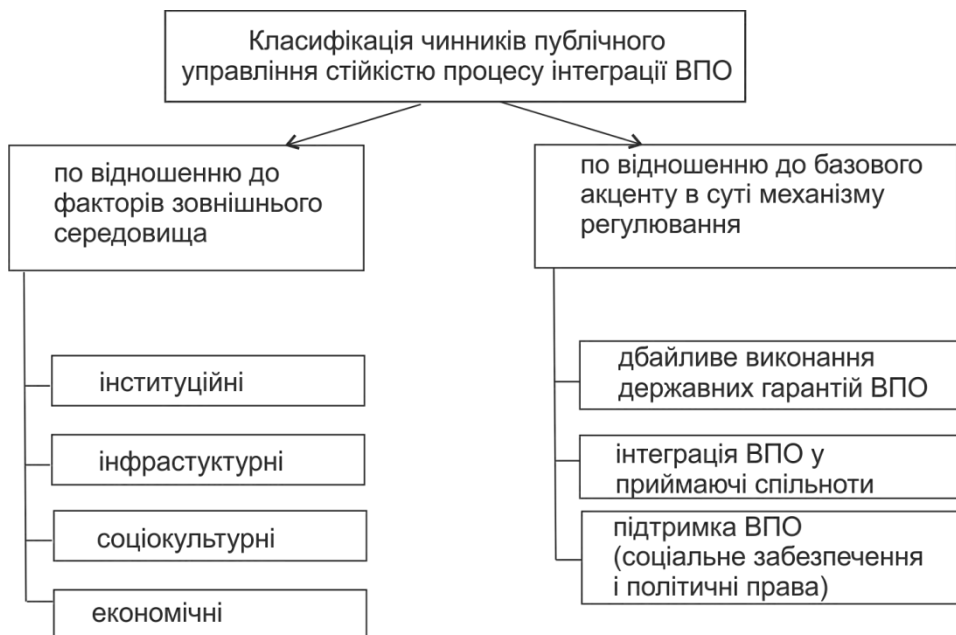 Класифікація чинників публічного
управління стійкістю процесу інтеграції ВПО
по відношенню до
факторів зовнішнього
середовища
інституційні
інфрастуктурні
соціокультурні
економічні
по відношенню до базового
акценту в суті механізму
регулювання
дбайливе виконання
державних гарантій ВПО
інтеграція ВПО у
приймаючі спільноти
підтримка ВПО
(соціальне забезпечення
і політичні права)